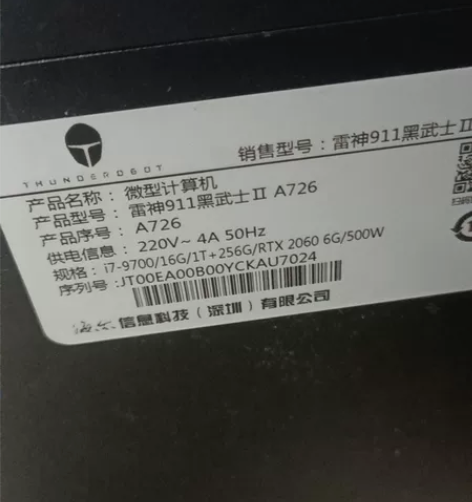 THUNDEROBOT
销售型号：雷神911黑武士Ⅱ
产品名称：微型计算机
产品型号：雷神911黑武士Ⅱ A726
产品序号：A726
供电信息：220V~ 4A 50Hz
规格：i7-9700/16G/1T+256G/RTX 2060 6G/500W
序列号：JT00EA00B00YCKAU7024
信息科技（深圳）有限公司